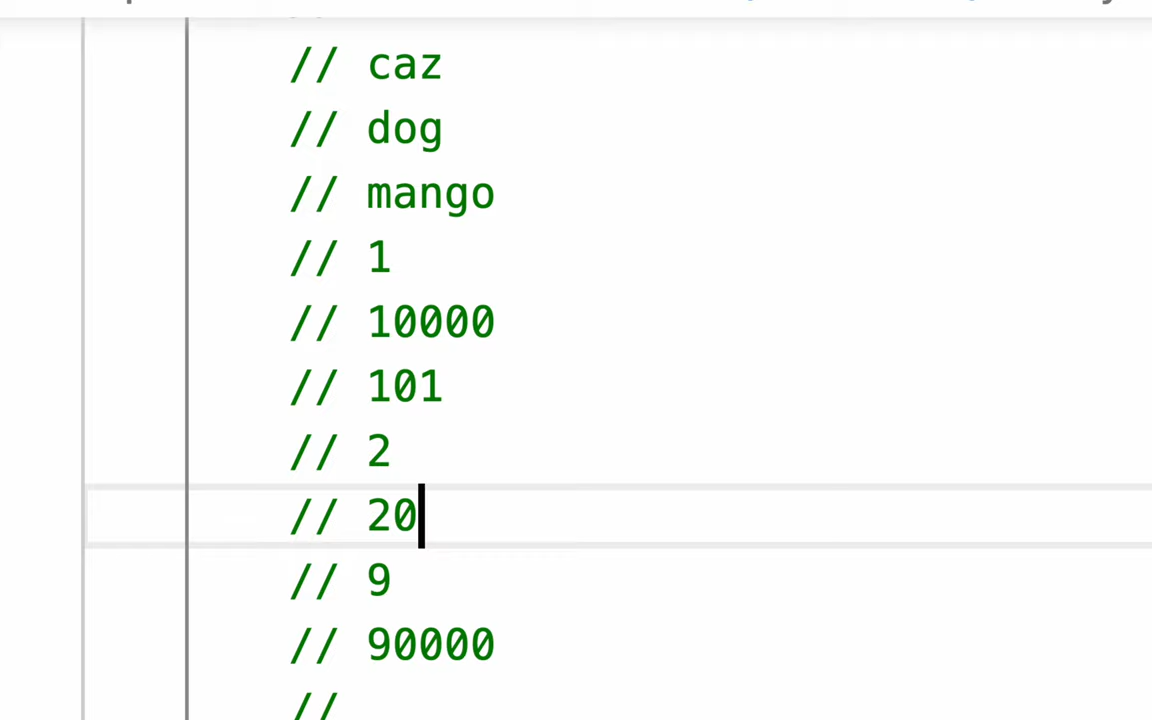 // caz
// dog
// mango
// 1
// 10000
// 101
// 2
// 20
// 9
// 90000
//